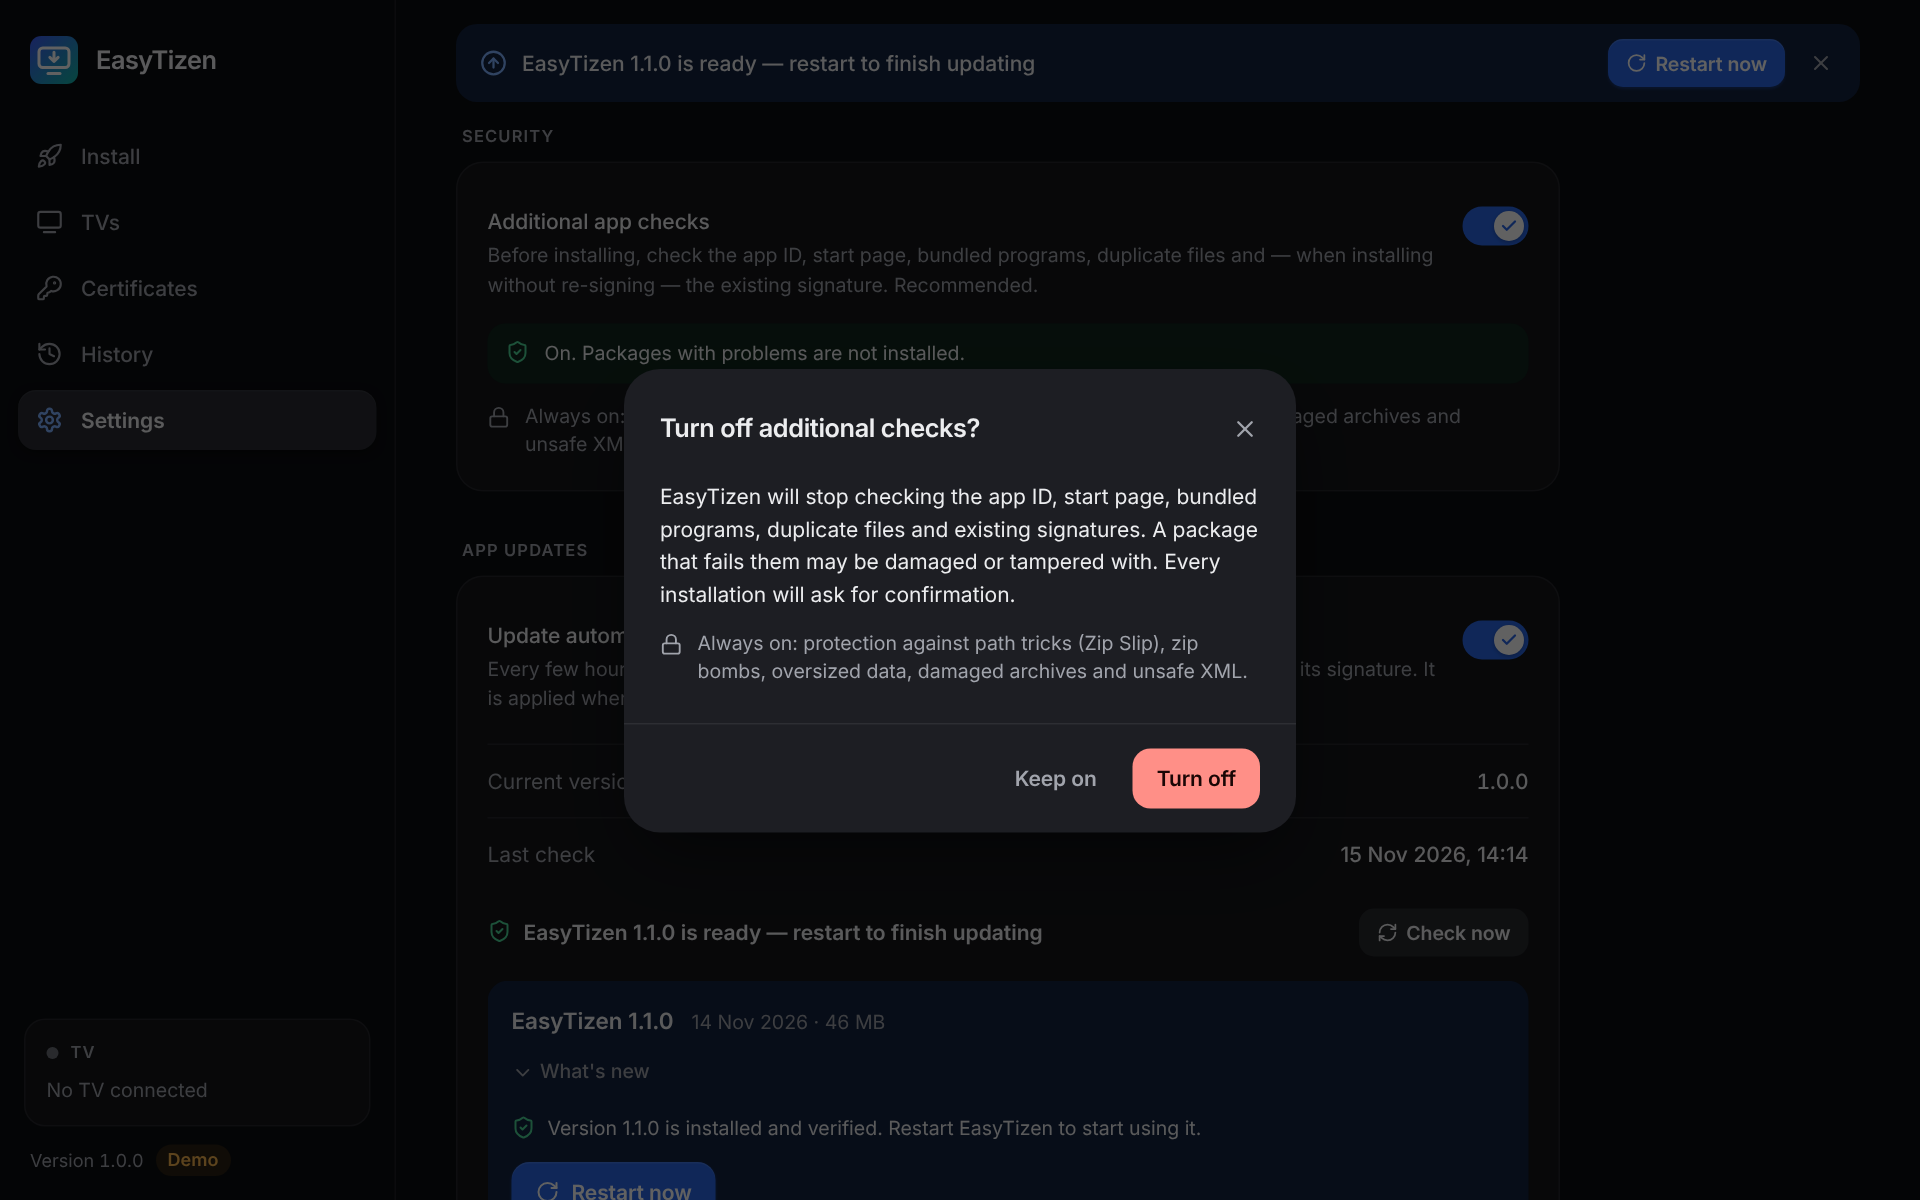 EasyTizen
Install
TVs
Certificates
History
Settings
TV
No TV connected
Version 1.0.0 Demo
EasyTizen 1.1.0 is ready — restart to finish updating
Restart now
SECURITY
Additional app checks
Before installing, check the app ID, start page, bundled programs, duplicate files and — when installing
without re-signing — the existing signature. Recommended.
On. Packages with problems are not installed.
Always on:
aged archives and
unsafe XM
APP UPDATES
Update autom
Every few hour
its signature. It
is applied when
Current versio
1.0.0
Last check
15 Nov 2026, 14:14
EasyTizen 1.1.0 is ready — restart to finish updating
Check now
EasyTizen 1.1.0 14 Nov 2026 · 46 MB
What's new
Version 1.1.0 is installed and verified. Restart EasyTizen to start using it.
Restart now
Turn off additional checks?
EasyTizen will stop checking the app ID, start page, bundled
programs, duplicate files and existing signatures. A package
that fails them may be damaged or tampered with. Every
installation will ask for confirmation.
Always on: protection against path tricks (Zip Slip), zip
bombs, oversized data, damaged archives and unsafe XML.
Keep on
Turn off